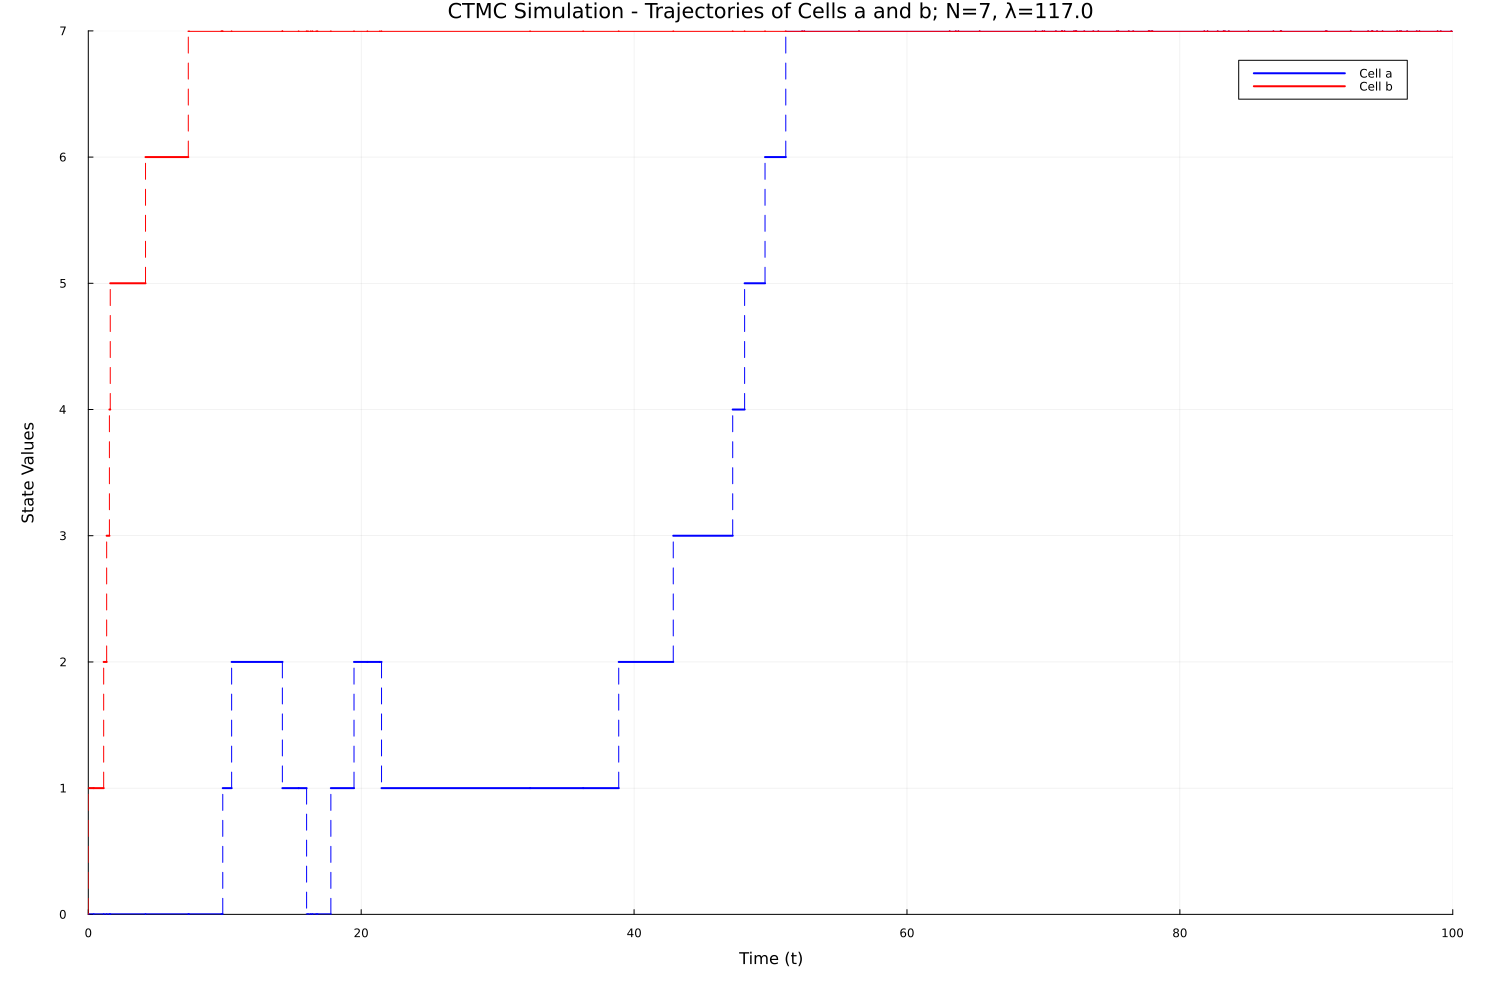 CTMC Simulation - Trajectories of Cells a and b; N=7, λ=117.0
7
Cell a
Cell b
6
5
4
3
2
1
0
State Values
0 20 40 60 80 100
Time (t)